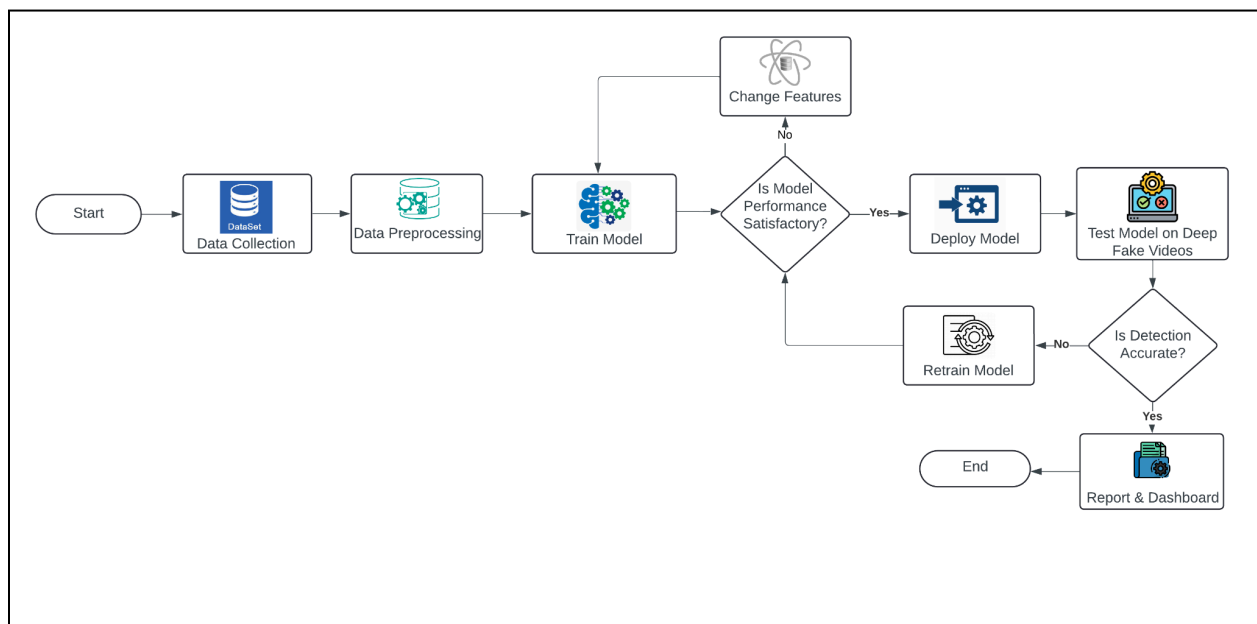 Start
DataSet
Data Collection
Data Preprocessing
Train Model
Change Features
No
Is Model
Performance
Satisfactory?
Yes
Deploy Model
Test Model on Deep
Fake Videos
Is Detection
Accurate?
No
Retrain Model
Yes
Report & Dashboard
End